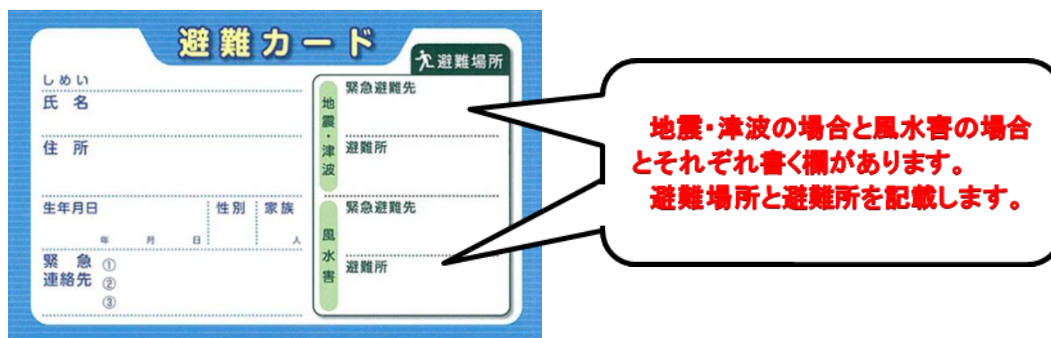 避難カード
避難場所
しめい
氏名
住所
生年月日 性別 家族
年 月 日 人
緊急 ①
連絡先 ②
③
地震・津波
緊急避難先
避難所
風水害
緊急避難先
避難所
地震・津波の場合と風水害の場合
とそれぞれ書く欄があります。
避難場所と避難所を記載します。